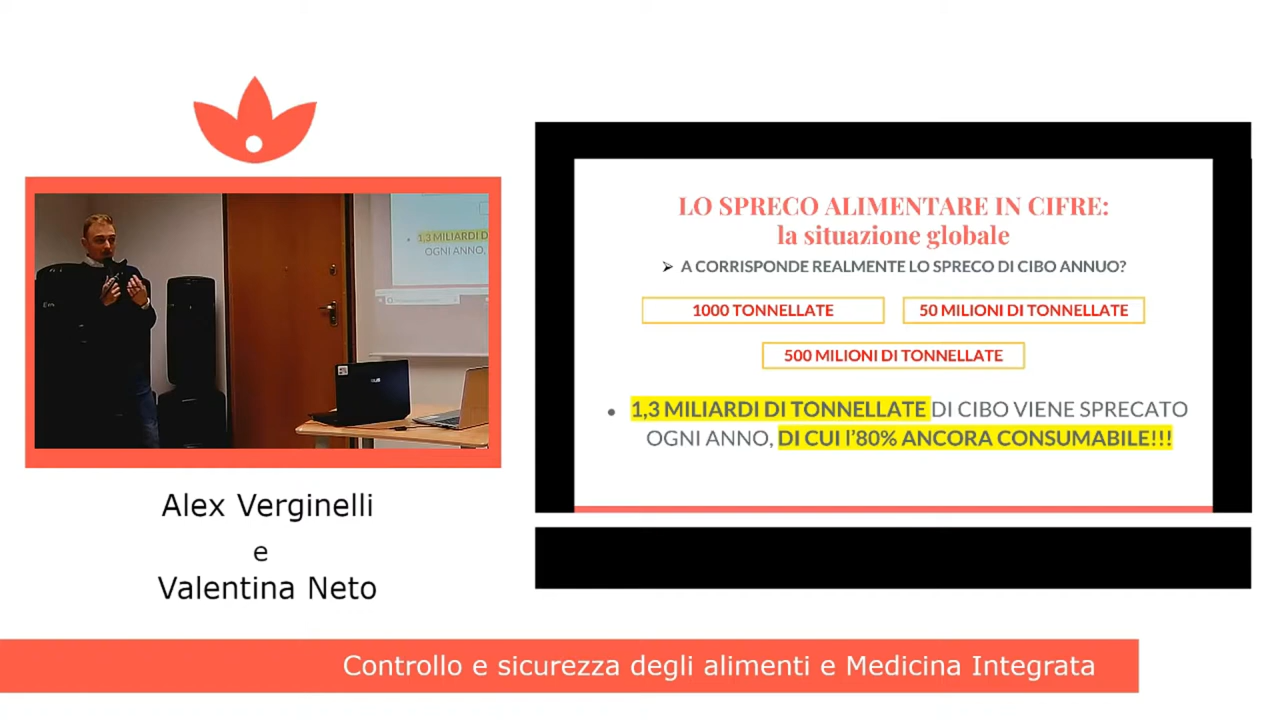 1,3 MILIARDI D
OGNI ANNO,
Alex Verginelli
e
Valentina Neto
LO SPRECO ALIMENTARE IN CIFRE:
la situazione globale
➢ A CORRISPONDE REALMENTE LO SPRECO DI CIBO ANNUO?
1000 TONNELLATE
50 MILIONI DI TONNELLATE
500 MILIONI DI TONNELLATE
• 1,3 MILIARDI DI TONNELLATE DI CIBO VIENE SPRECATO
OGNI ANNO, DI CUI l'80% ANCORA CONSUMABILE!!!
Controllo e sicurezza degli alimenti e Medicina Integrata